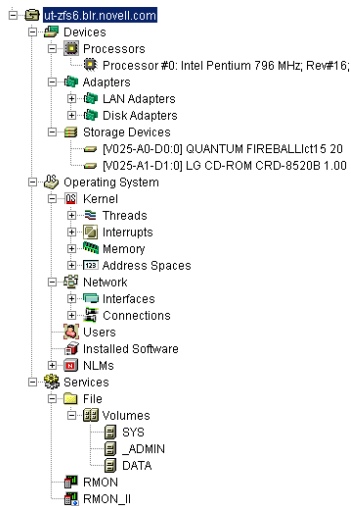 ut-zfs6.blr.novell.com
Devices
Processors
Processor #0: Intel Pentium 796 MHz; Rev#16;
Adapters
LAN Adapters
Disk Adapters
Storage Devices
[V025-A0-D0:0] QUANTUM FIREBALLlct15 20
[V025-A1-D1:0] LG CD-ROM CRD-8520B 1.00
Operating System
Kernel
Threads
Interrupts
Memory
123 Address Spaces
Network
Interfaces
Connections
Users
Installed Software
NLMs
Services
File
Volumes
SYS
_ADMIN
DATA
RMON
RMON_II